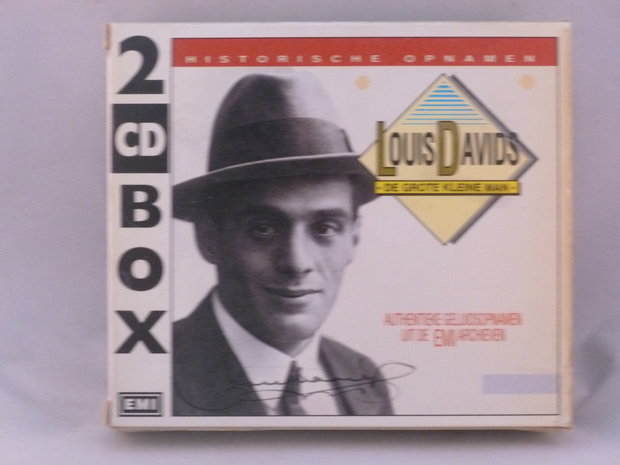 2
CD
BOX
EMI
HISTORISCHE OPNAMEN
LOUIS DAVIDS
- DE GROTE KLEINE MAN -
AUTHENTIEKE GELUIDSOPNAMEN
UIT DE EMI ARCHIEVEN